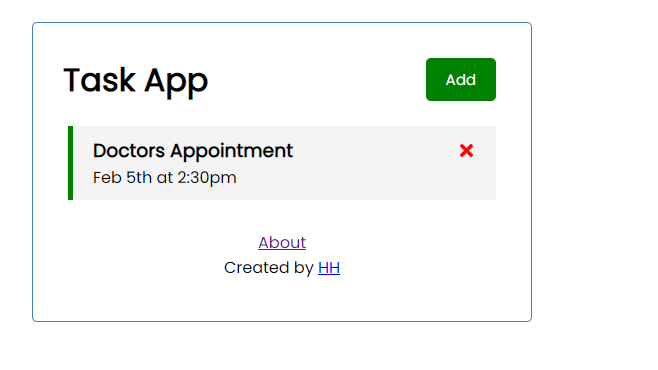 Task App
Add
Doctors Appointment
Feb 5th at 2:30pm
About
Created by HH